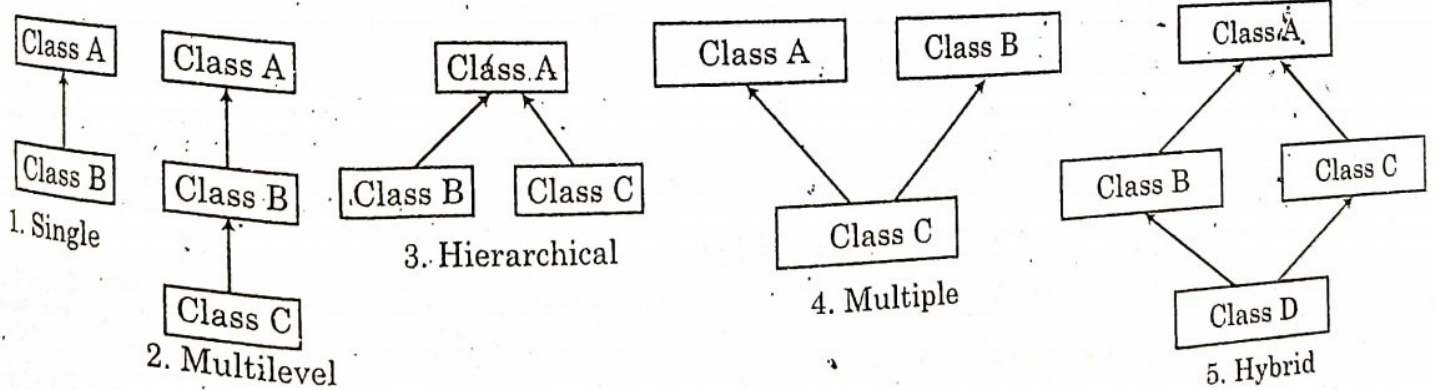 Class A
Class B
1. Single
Class A
Class B
Class C
2. Multilevel
Class A
Class B
Class C
3. Hierarchical
Class A
Class B
Class C
4. Multiple
Class A
Class B
Class C
Class D
5. Hybrid